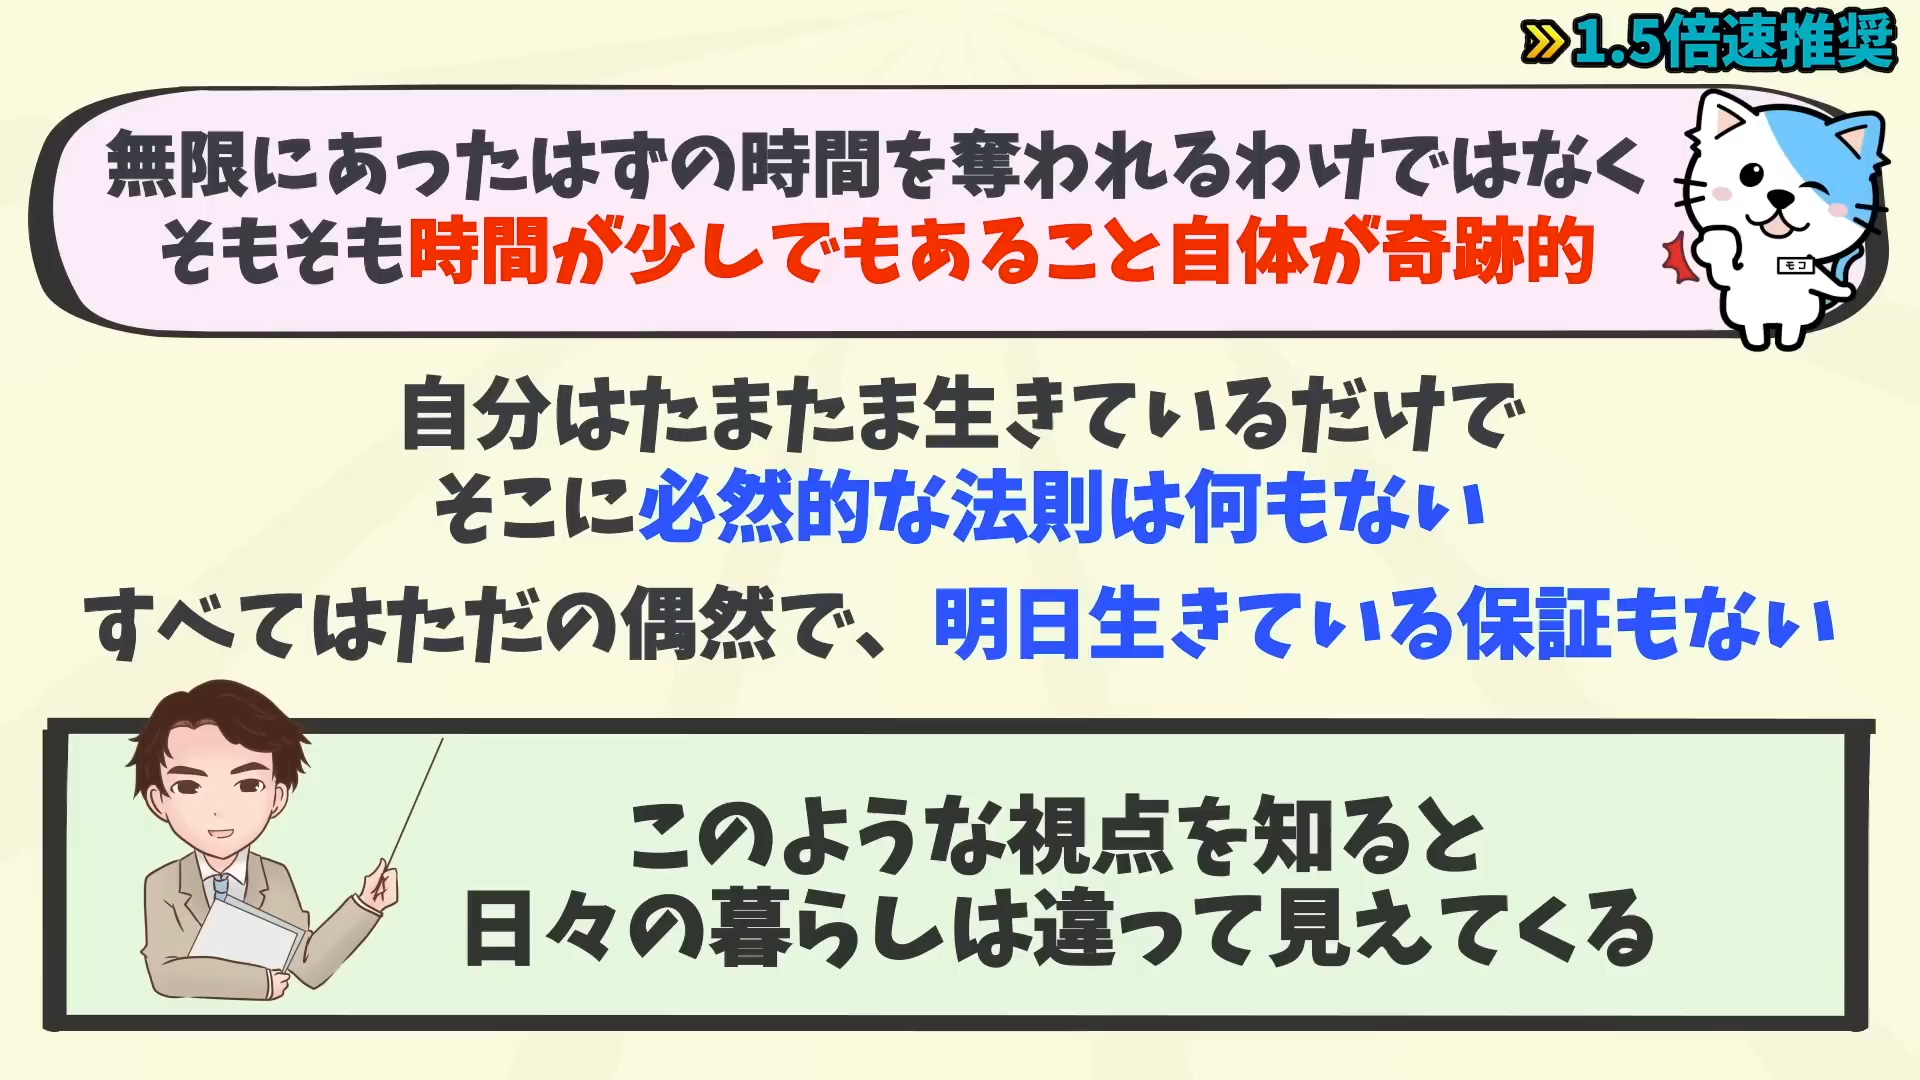 1.5倍速推奨
無限にあったはずの時間を奪われるわけではなく
そもそも時間が少しでもあること自体が奇跡的
モコ
自分はたまたま生きているだけで
そこに必然的な法則は何もない
すべてはただの偶然で、明日生きている保証もない
このような視点を知ると
日々の暮らしは違って見えてくる